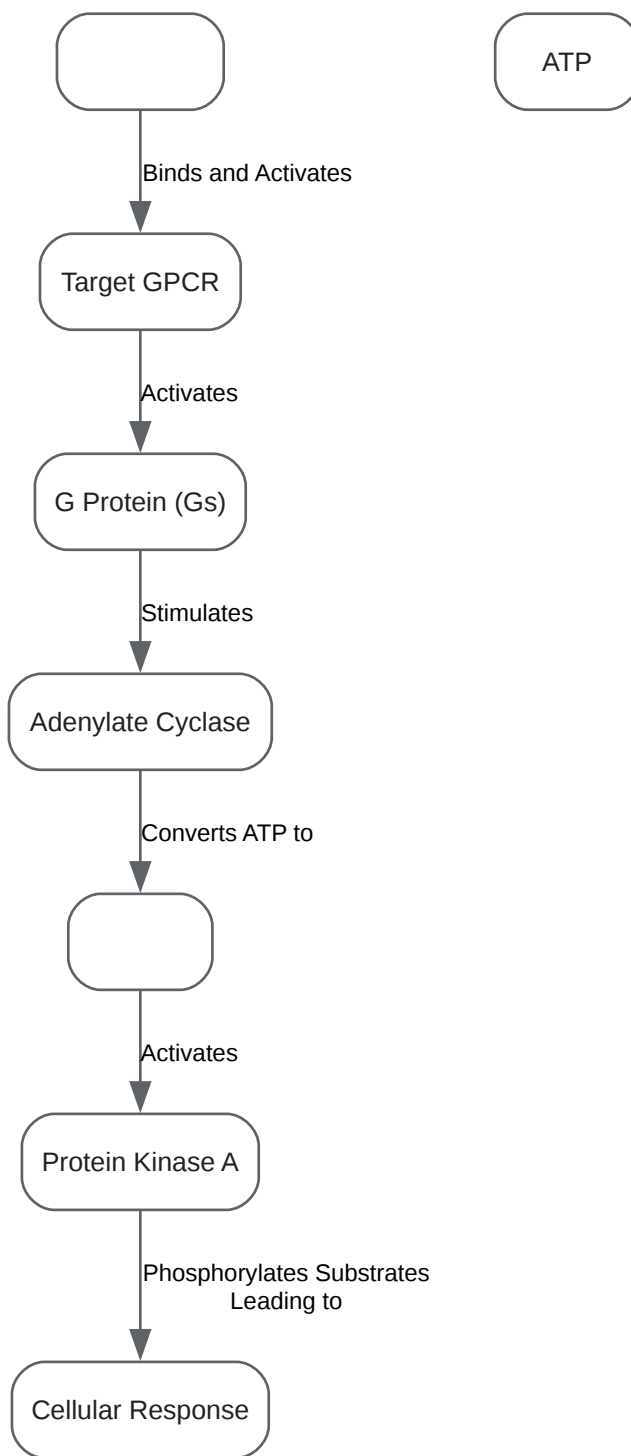 ATP
Binds and Activates
Target GPCR
Activates
G Protein (Gs)
Stimulates
Adenylate Cyclase
Converts ATP to
Activates
Protein Kinase A
Phosphorylates Substrates
Leading to
Cellular Response